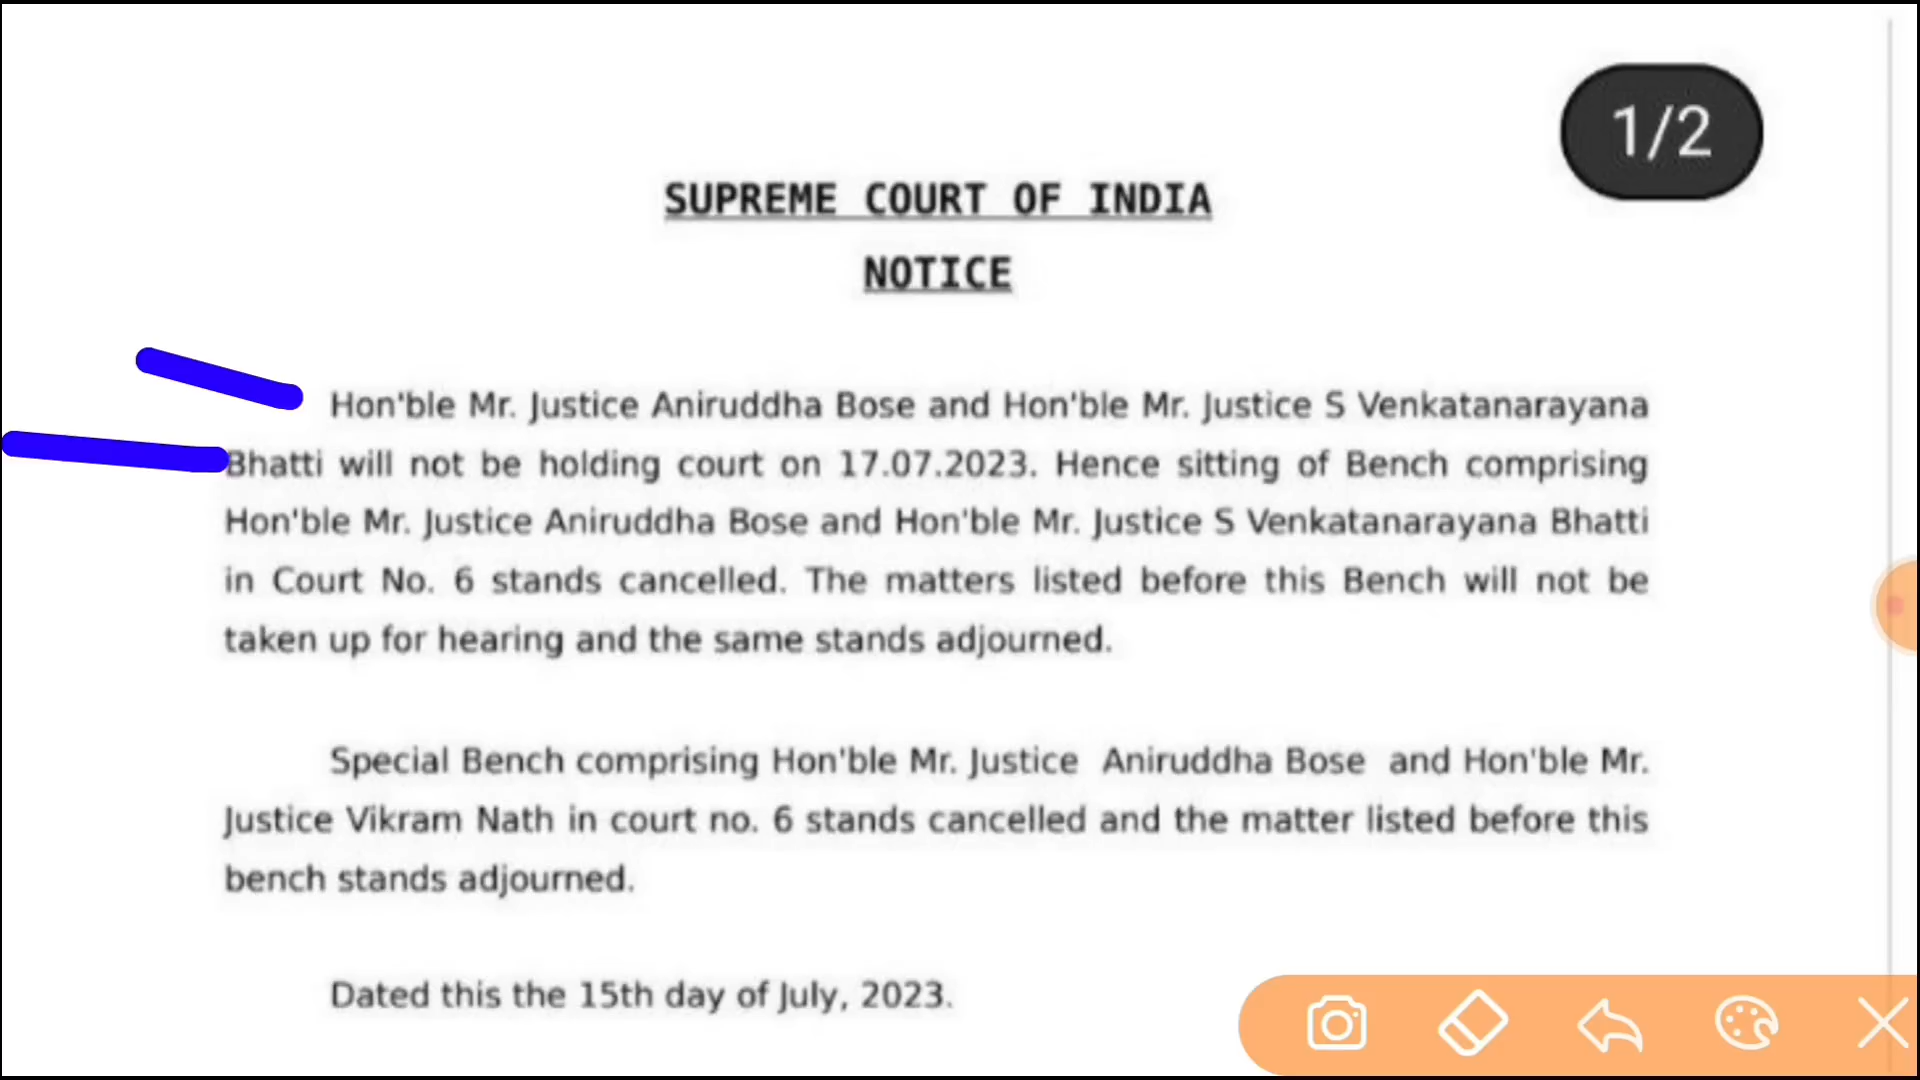 1/2
SUPREME COURT OF INDIA
NOTICE
Hon'ble Mr. Justice Aniruddha Bose and Hon'ble Mr. Justice S Venkatanarayana
Bhatti will not be holding court on 17.07.2023. Hence sitting of Bench comprising
Hon'ble Mr. Justice Aniruddha Bose and Hon'ble Mr. Justice S Venkatanarayana Bhatti
in Court No. 6 stands cancelled. The matters listed before this Bench will not be
taken up for hearing and the same stands adjourned.
Special Bench comprising Hon'ble Mr. Justice Aniruddha Bose and Hon'ble Mr.
Justice Vikram Nath in court no. 6 stands cancelled and the matter listed before this
bench stands adjourned.
Dated this the 15th day of July, 2023.